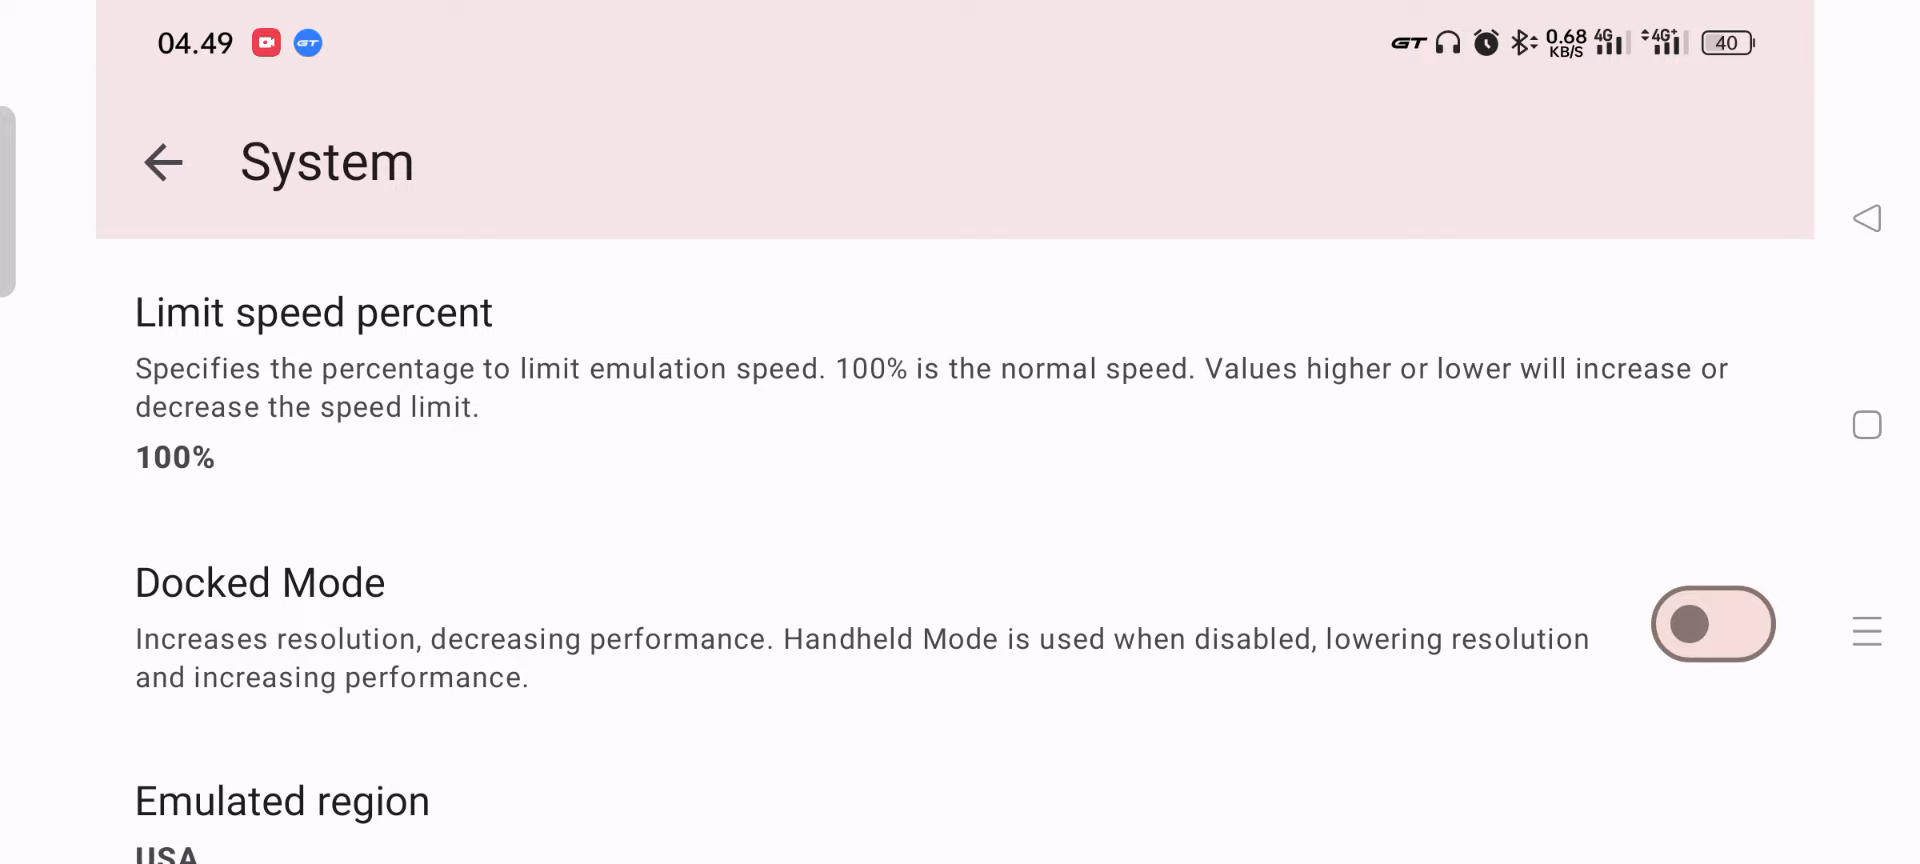 04.49 GT GT 0.68 KB/S 4G 4G+ 40
System
Limit speed percent
Specifies the percentage to limit emulation speed. 100% is the normal speed. Values higher or lower will increase or
decrease the speed limit.
100%
Docked Mode
Increases resolution, decreasing performance. Handheld Mode is used when disabled, lowering resolution
and increasing performance.
Emulated region
USA